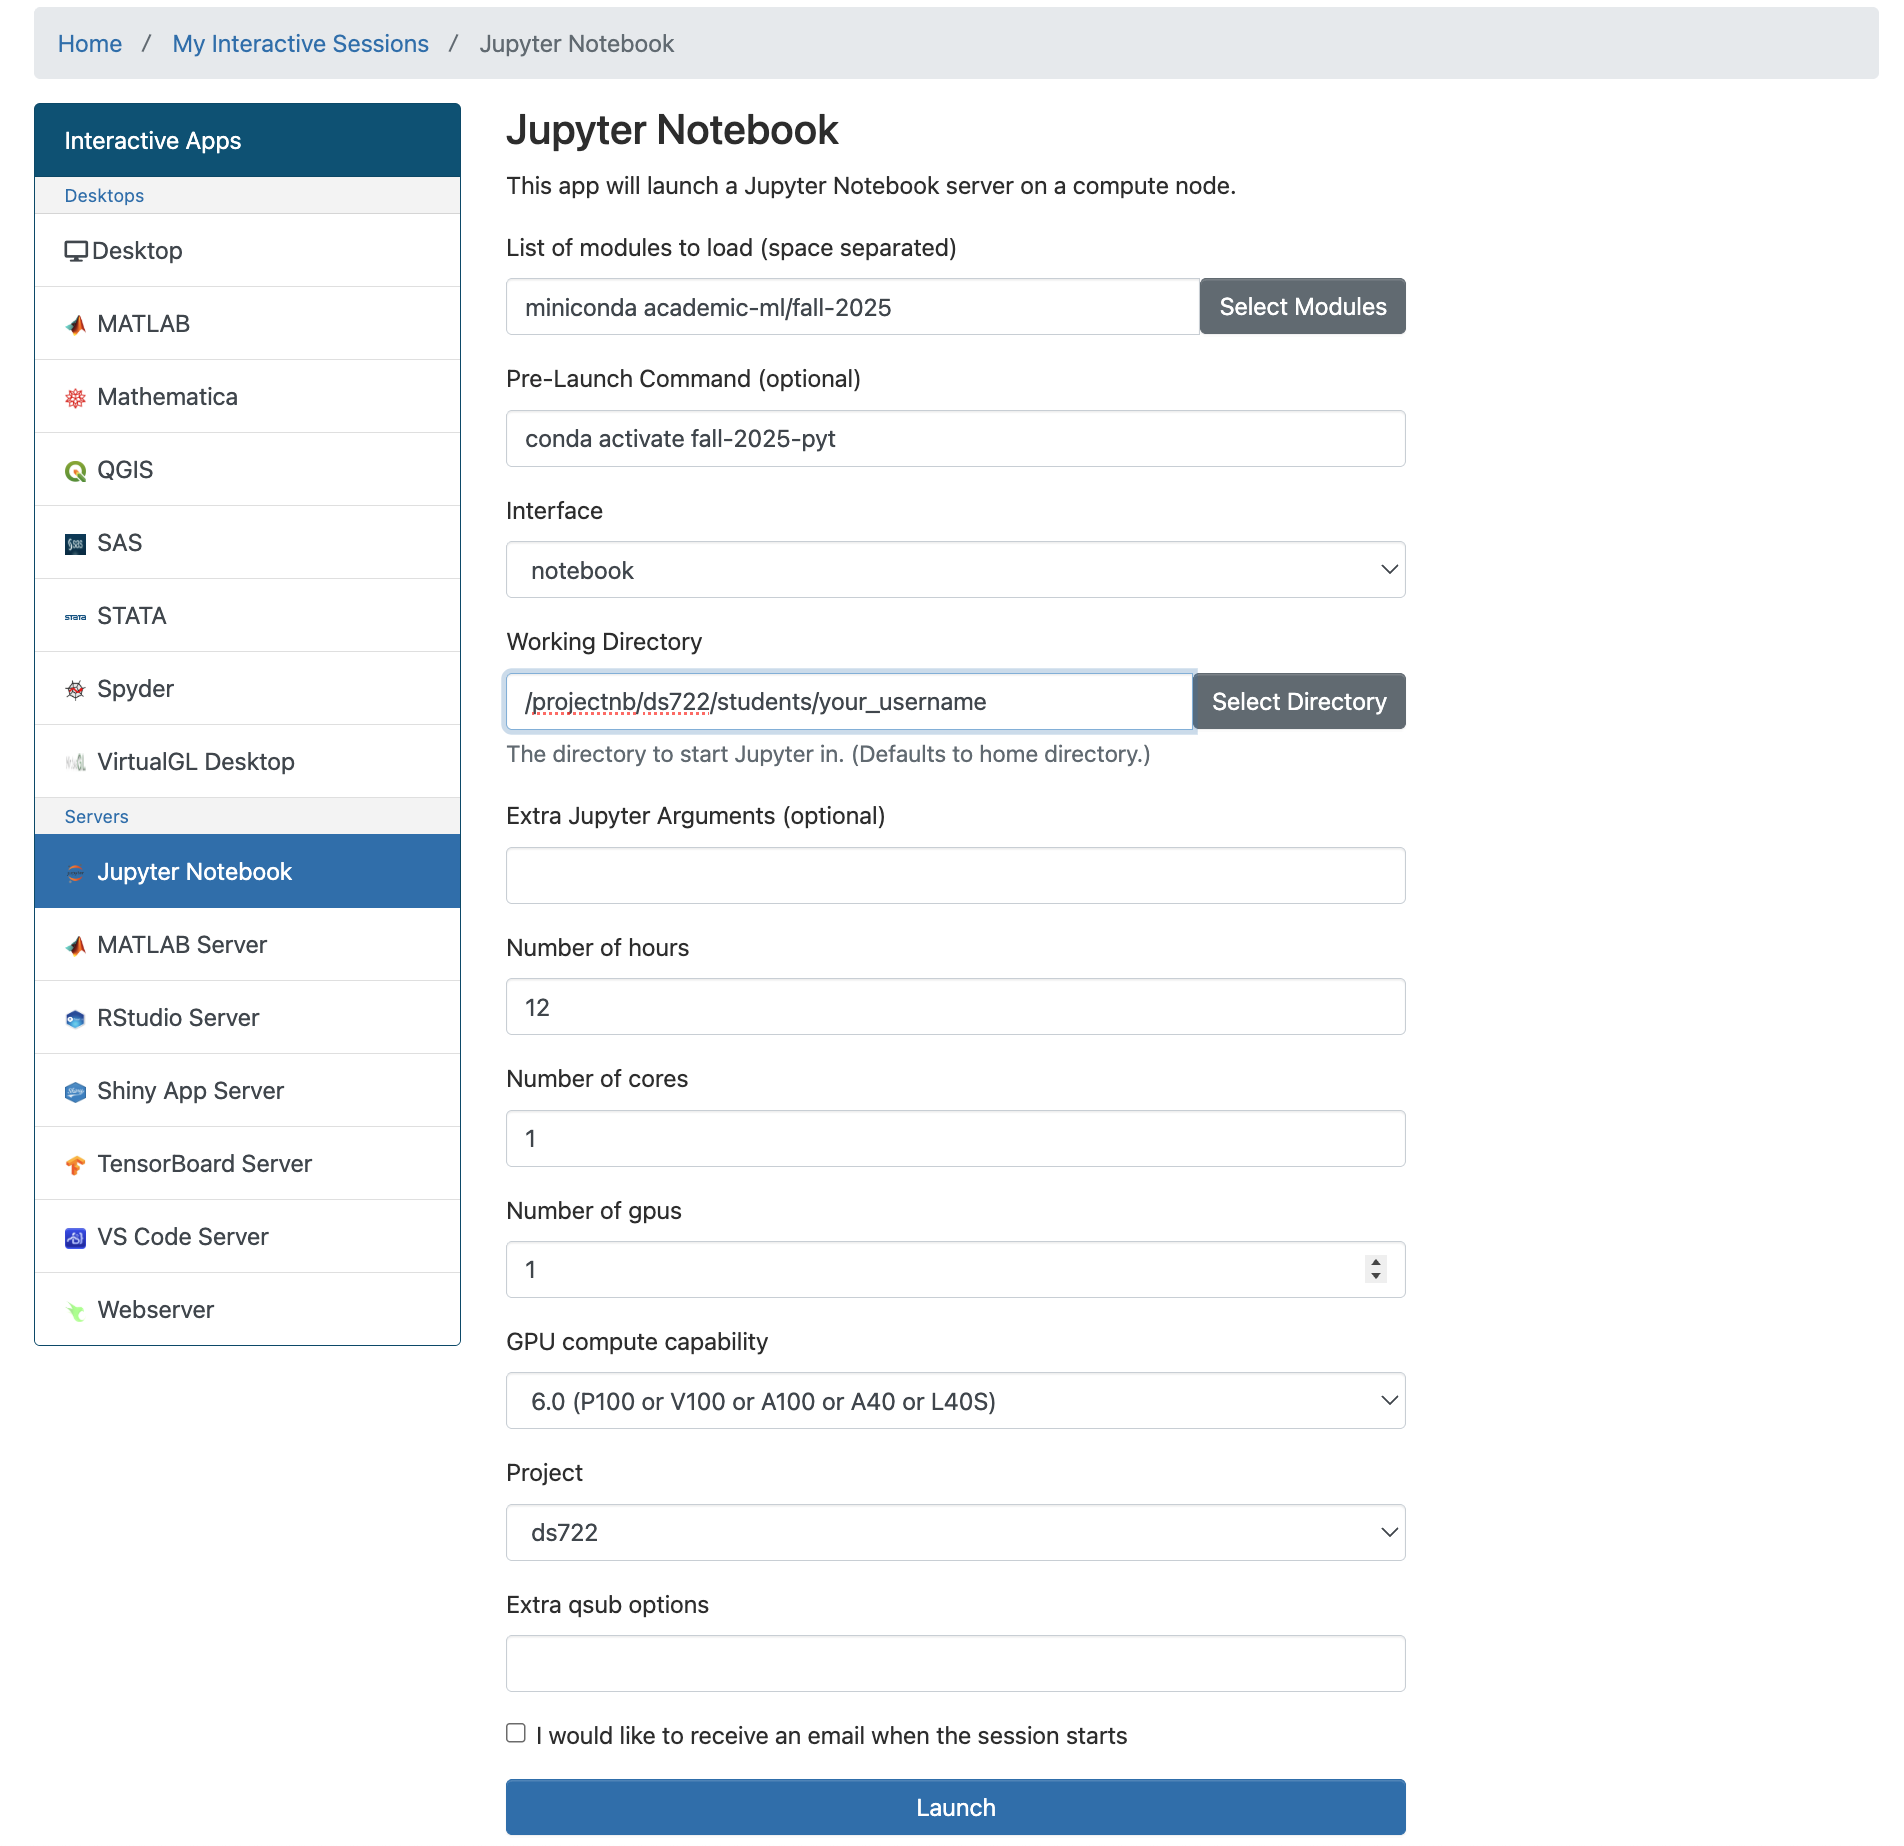 Home / My Interactive Sessions / Jupyter Notebook
Interactive Apps
Desktops
Desktop
MATLAB
Mathematica
QGIS
SAS
STATA
Spyder
VirtualGL Desktop
Servers
Jupyter Notebook
MATLAB Server
RStudio Server
Shiny App Server
TensorBoard Server
VS Code Server
Webserver
Jupyter Notebook
This app will launch a Jupyter Notebook server on a compute node.
List of modules to load (space separated)
miniconda academic-ml/fall-2025
Select Modules
Pre-Launch Command (optional)
conda activate fall-2025-pyt
Interface
notebook
Working Directory
/projectnb/ds722/students/your_username
Select Directory
The directory to start Jupyter in. (Defaults to home directory.)
Extra Jupyter Arguments (optional)
Number of hours
12
Number of cores
1
Number of gpus
1
GPU compute capability
6.0 (P100 or V100 or A100 or A40 or L40S)
Project
ds722
Extra qsub options
I would like to receive an email when the session starts
Launch